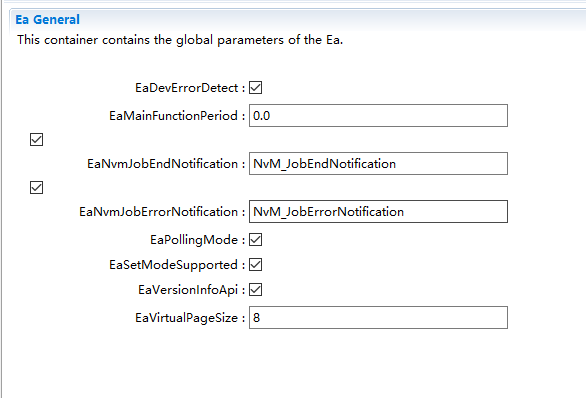 Ea General
This container contains the global parameters of the Ea.
EaDevErrorDetect :
EaMainFunctionPeriod : 0.0
EaNvmJobEndNotification : NvM_JobEndNotification
EaNvmJobErrorNotification : NvM_JobErrorNotification
EaPollingMode :
EaSetModeSupported :
EaVersionInfoApi :
EaVirtualPageSize : 8